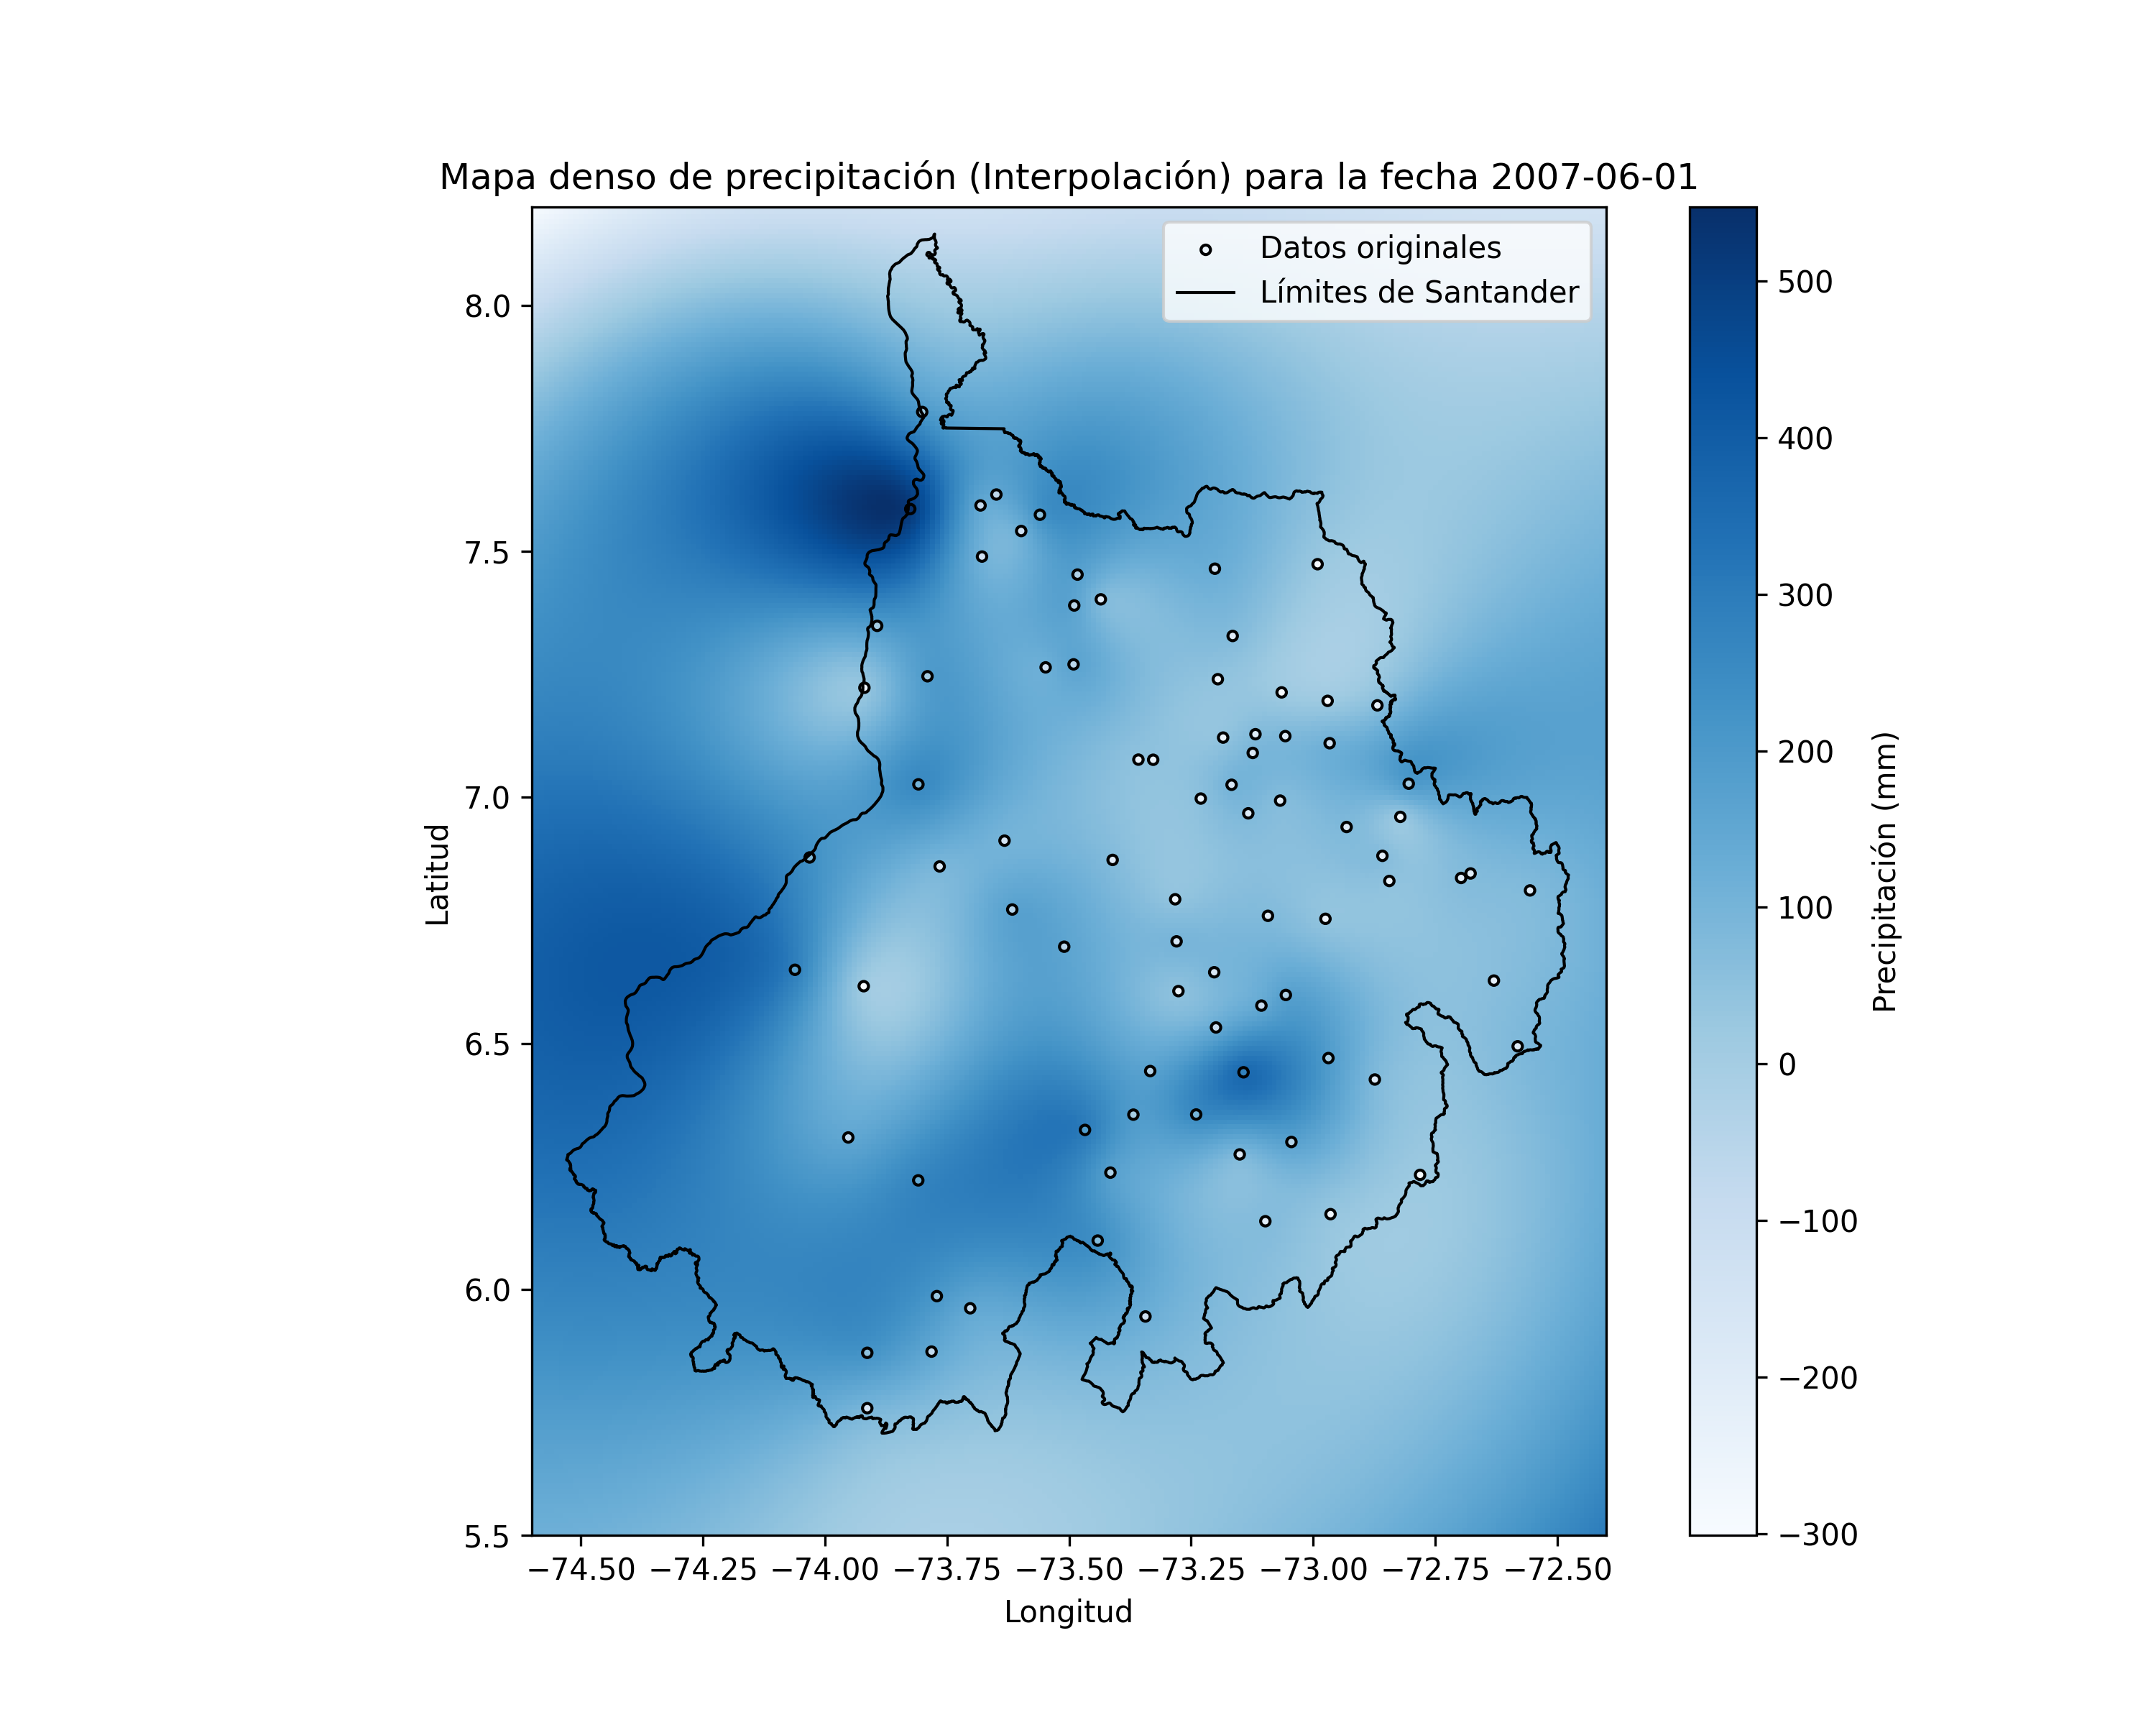 Mapa denso de precipitación (Interpolación) para la fecha 2007-06-01
Datos originales
Límites de Santander
8.0
7.5
7.0
6.5
6.0
5.5
Latitud
−74.50 −74.25 −74.00 −73.75 −73.50 −73.25 −73.00 −72.75 −72.50
Longitud
500
400
300
200
100
0
−100
−200
−300
Precipitación (mm)